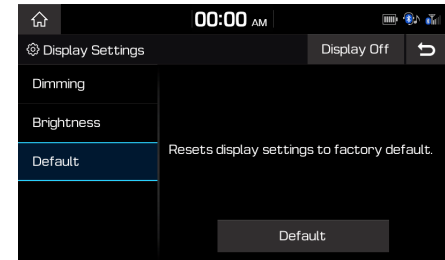 00:00 AM
Display Settings
Display Off
Dimming
Brightness
Default
Resets display settings to factory default.
Default